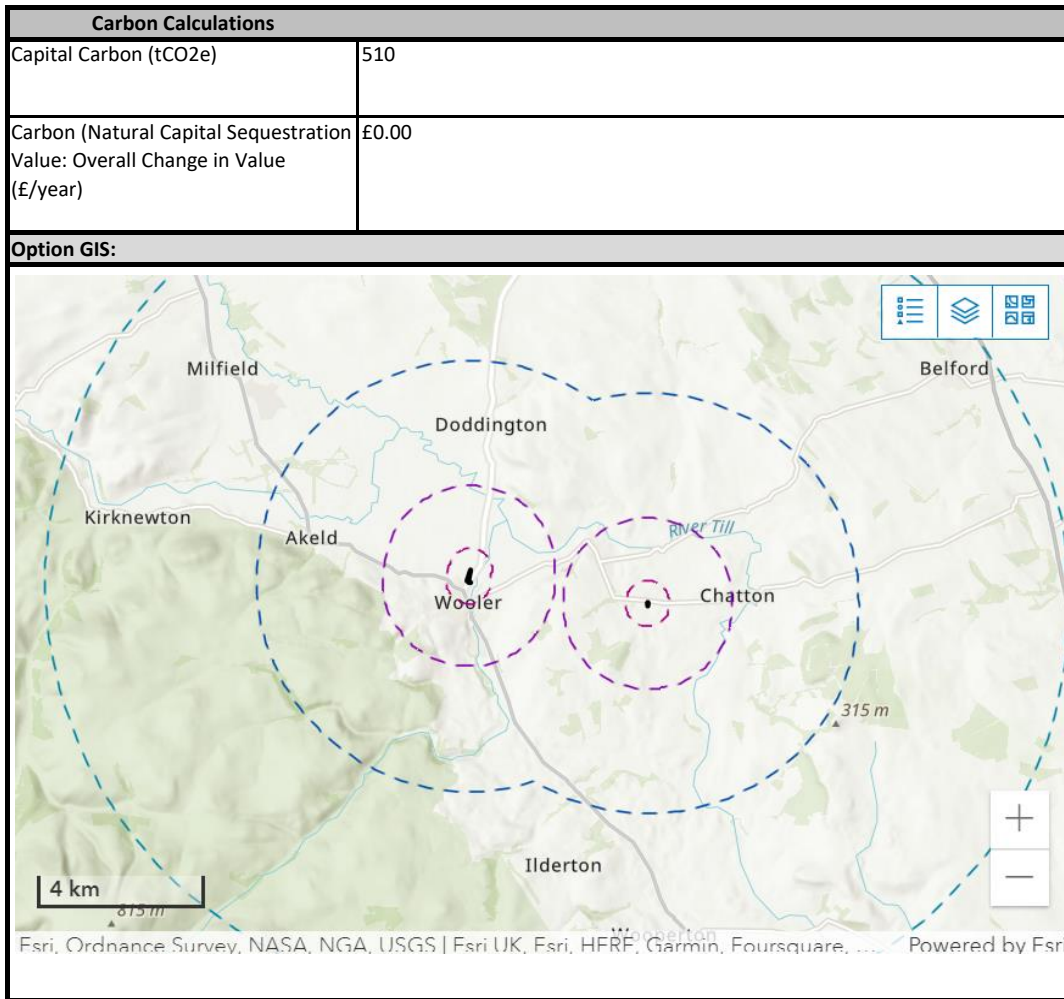 Carbon Calculations
Capital Carbon (tCO2e) 510
Carbon (Natural Capital Sequestration £0.00
Value: Overall Change in Value
(£/year)
Option GIS:
Milfield
Belford
Doddington
Kirknewton
River Till
Akeld
Chatton
Wooler
315 m
Ilderton
4 km
815 m
Wooperton
Esri, Ordnance Survey, NASA, NGA, USGS | Esri UK, Esri, HERE, Garmin, Foursquare, ... Powered by Esri